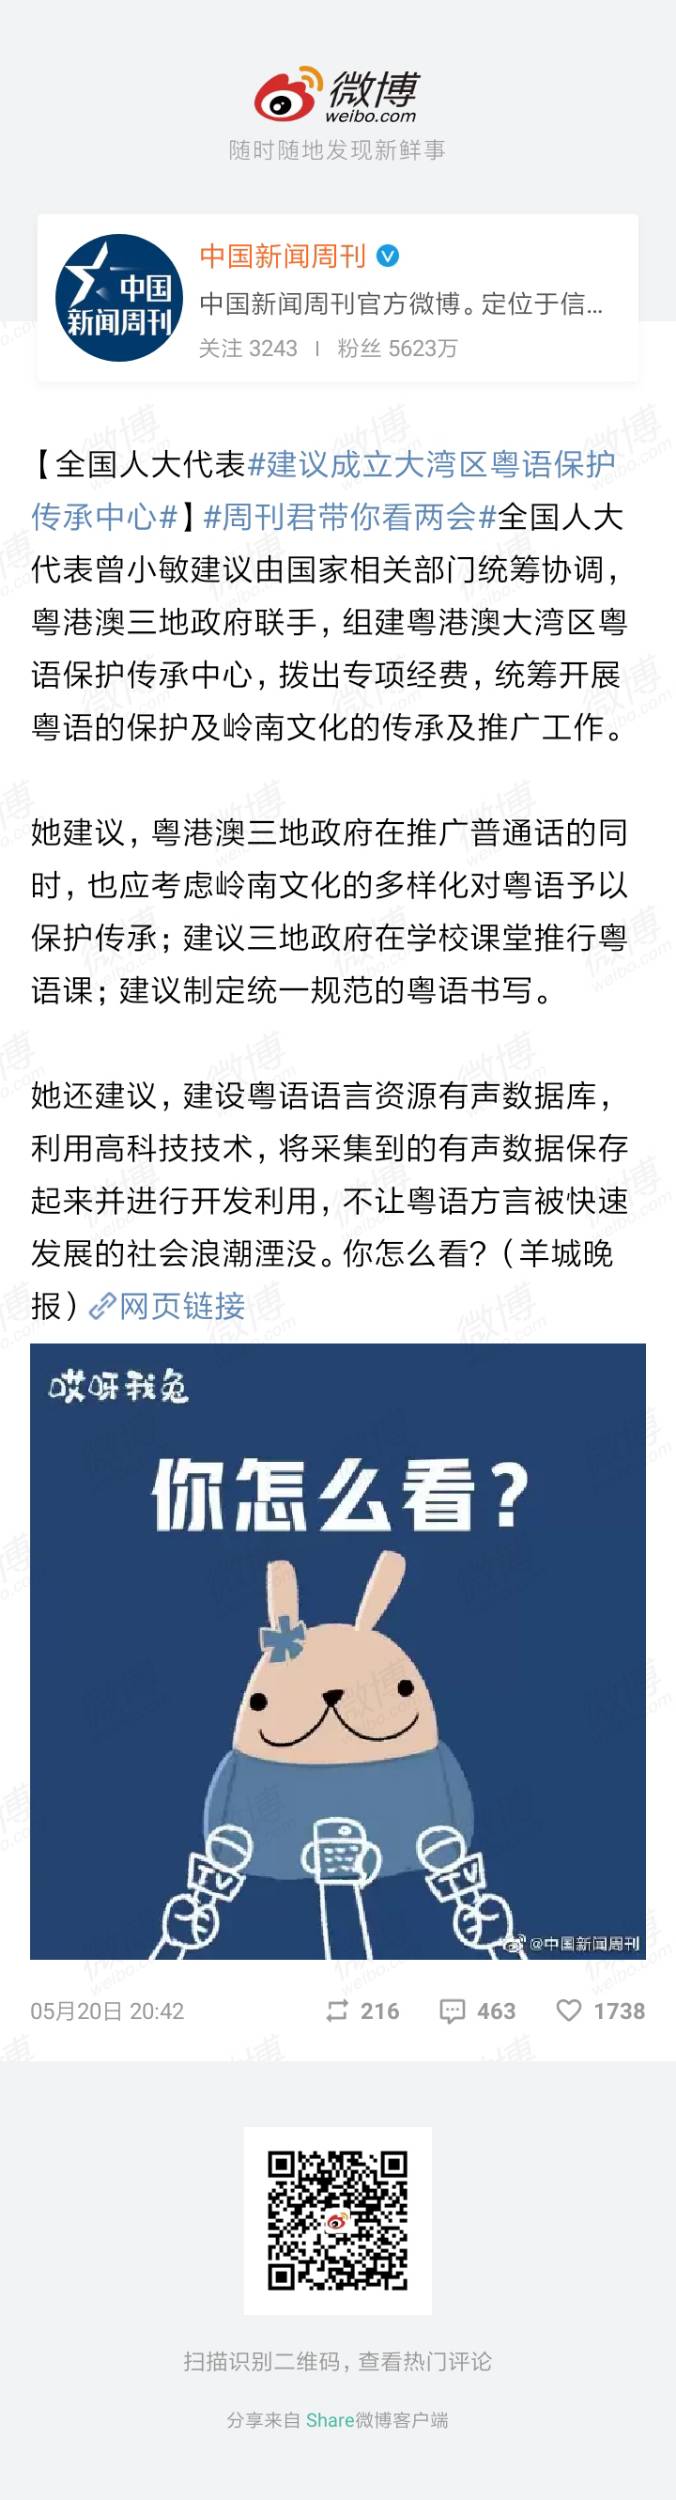 微博
weibo.com
随时随地发现新鲜事
中国
新闻周刊
中国新闻周刊
中国新闻周刊官方微博。定位于信...
关注 3243 | 粉丝 5623万
【全国人大代表#建议成立大湾区粤语保护
传承中心#】#周刊君带你看两会#全国人大
代表曾小敏建议由国家相关部门统筹协调，
粤港澳三地政府联手，组建粤港澳大湾区粤
语保护传承中心，拨出专项经费，统筹开展
粤语的保护及岭南文化的传承及推广工作。
她建议，粤港澳三地政府在推广普通话的同
时，也应考虑岭南文化的多样化对粤语予以
保护传承；建议三地政府在学校课堂推行粤
语课；建议制定统一规范的粤语书写。
她还建议，建设粤语语言资源有声数据库，
利用高科技技术，将采集到的有声数据保存
起来并进行开发利用，不让粤语方言被快速
发展的社会浪潮湮没。你怎么看?（羊城晚
报）网页链接
哎呀我兔
你怎么看?
TV
TV
@中国新闻周刊
05月20日 20:42 216 463 1738
扫描识别二维码，查看热门评论
分享来自 Share微博客户端